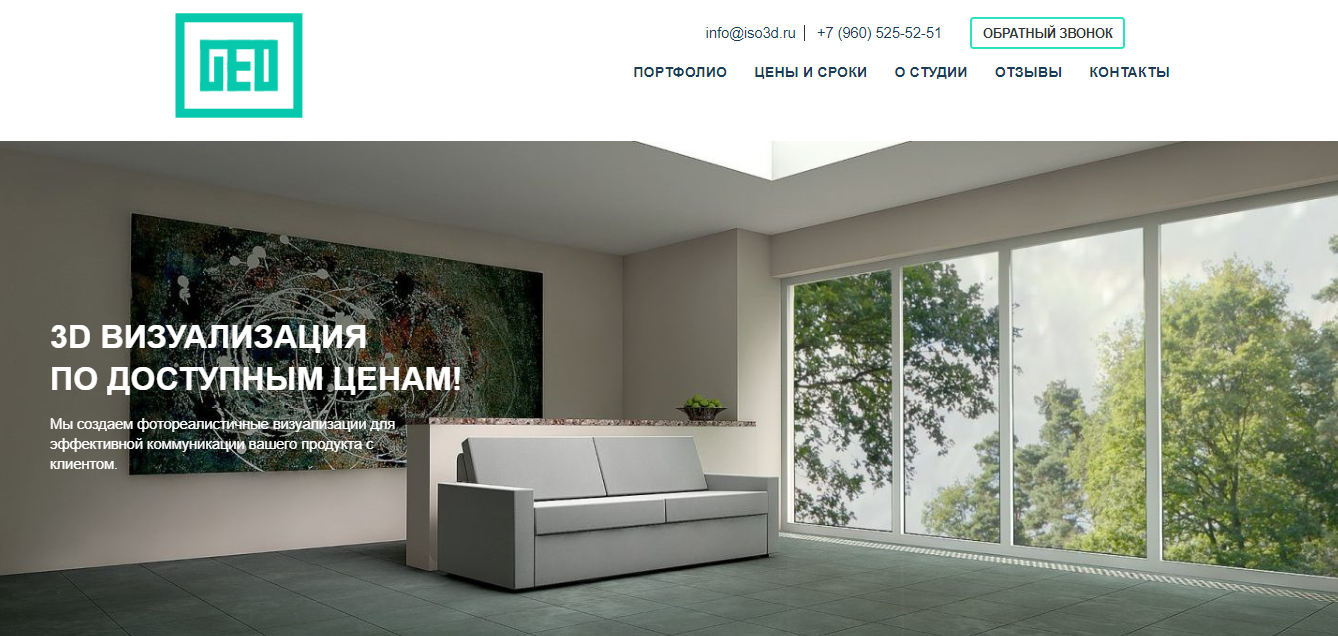 GEO
info@iso3d.ru | +7 (960) 525-52-51 ОБРАТНЫЙ ЗВОНОК
ПОРТФОЛИО ЦЕНЫ И СРОКИ О СТУДИИ ОТЗЫВЫ КОНТАКТЫ
3D ВИЗУАЛИЗАЦИЯ
ПО ДОСТУПНЫМ ЦЕНАМ!
Мы создаем фотореалистичные визуализации для
эффективной коммуникации вашего продукта с
клиентом.